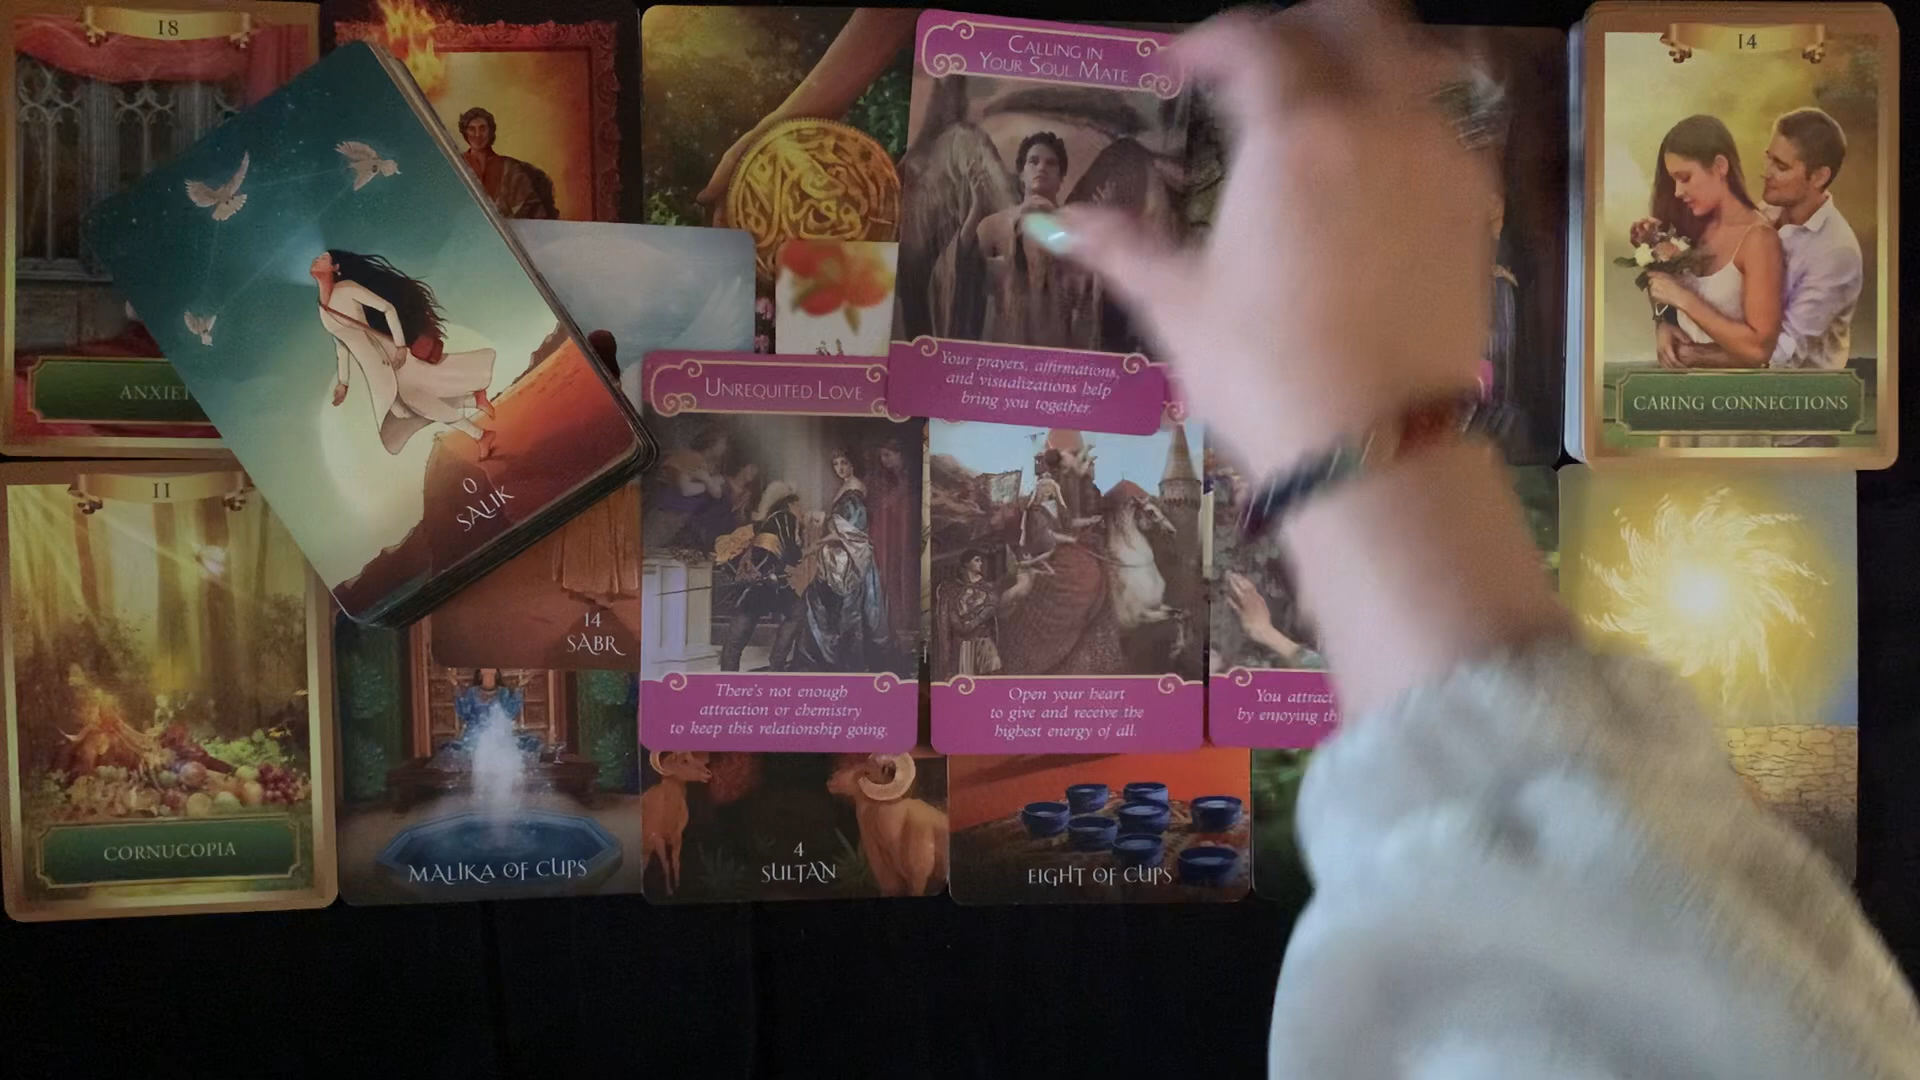 18
ANXIET
CALLING IN
YOUR SOUL MATE
Your prayers, affirmations,
and visualizations help
bring you together.
14
CARING CONNECTIONS
0
SALIK
UNREQUITED LOVE
There's not enough
attraction or chemistry
to keep this relationship going.
Open your heart
to give and receive the
highest energy of all.
You attract
by enjoying th
11
CORNUCOPIA
14
SABR
MALIKA OF CUPS
4
SULTAN
EIGHT OF CUPS